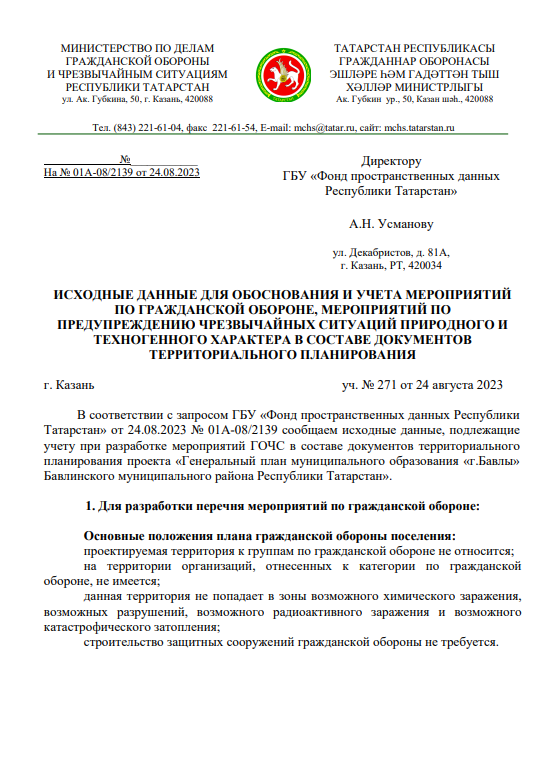 МИНИСТЕРСТВО ПО ДЕЛАМ
ГРАЖДАНСКОЙ ОБОРОНЫ
И ЧРЕЗВЫЧАЙНЫМ СИТУАЦИЯМ
РЕСПУБЛИКИ ТАТАРСТАН
ул. Ак. Губкина, 50, г. Казань, 420088
ТАТАРСТАН РЕСПУБЛИКАСЫ
ГРАЖДАННАР ОБОРОНАСЫ
ЭШЛӘРЕ ҺӘМ ГАДӘТТӘН ТЫШ
ХӘЛЛӘР МИНИСТРЛЫГЫ
Ак. Губкин ур., 50, Казан шәһ., 420088
Тел. (843) 221-61-04, факс 221-61-54, E-mail: mchs@tatar.ru, сайт: mchs.tatarstan.ru
____________№____________
На № 01А-08/2139 от 24.08.2023
Директору
ГБУ «Фонд пространственных данных
Республики Татарстан»
А.Н. Усманову
ул. Декабристов, д. 81А,
г. Казань, РТ, 420034
ИСХОДНЫЕ ДАННЫЕ ДЛЯ ОБОСНОВАНИЯ И УЧЕТА МЕРОПРИЯТИЙ
ПО ГРАЖДАНСКОЙ ОБОРОНЕ, МЕРОПРИЯТИЙ ПО
ПРЕДУПРЕЖДЕНИЮ ЧРЕЗВЫЧАЙНЫХ СИТУАЦИЙ ПРИРОДНОГО И
ТЕХНОГЕННОГО ХАРАКТЕРА В СОСТАВЕ ДОКУМЕНТОВ
ТЕРРИТОРИАЛЬНОГО ПЛАНИРОВАНИЯ
г. Казань уч. № 271 от 24 августа 2023
В соответствии с запросом ГБУ «Фонд пространственных данных Республики
Татарстан» от 24.08.2023 № 01А-08/2139 сообщаем исходные данные, подлежащие
учету при разработке мероприятий ГОЧС в составе документов территориального
планирования проекта «Генеральный план муниципального образования «г.Бавлы»
Бавлинского муниципального района Республики Татарстан».
1. Для разработки перечня мероприятий по гражданской обороне:
Основные положения плана гражданской обороны поселения:
проектируемая территория к группам по гражданской обороне не относится;
на территории организаций, отнесенных к категории по гражданской
обороне, не имеется;
данная территория не попадает в зоны возможного химического заражения,
возможных разрушений, возможного радиоактивного заражения и возможного
катастрофического затопления;
строительство защитных сооружений гражданской обороны не требуется.